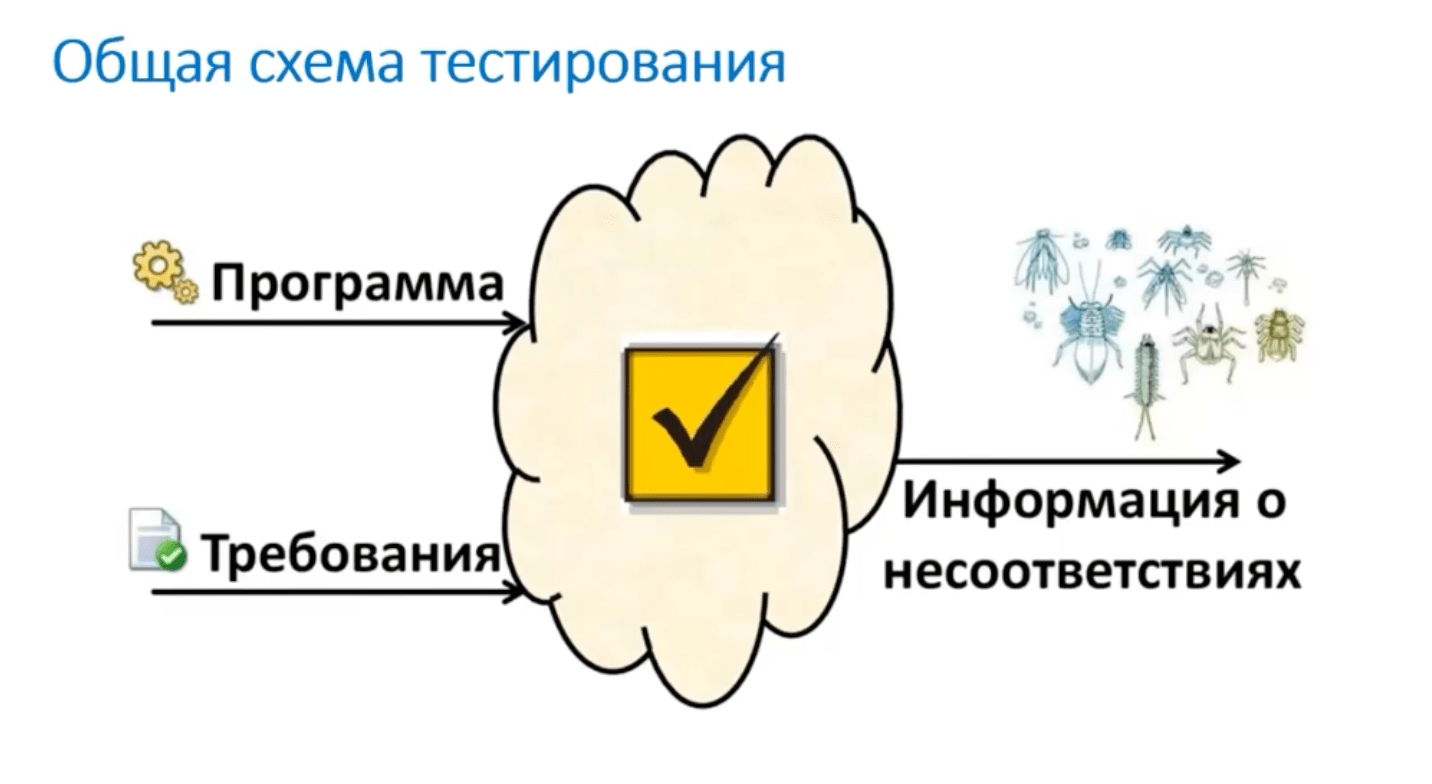 Общая схема тестирования
Программа
Требования
Информация о
несоответствиях